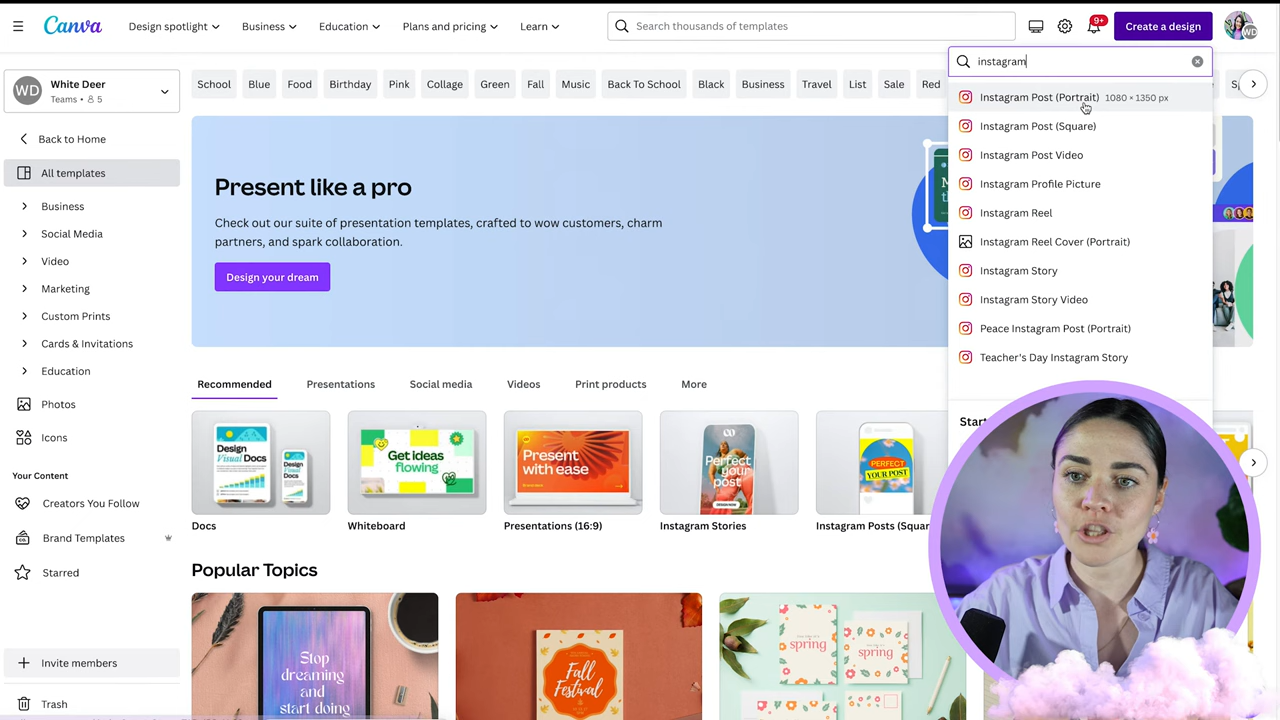 Canva
Design spotlight
Business
Education
Plans and pricing
Learn
Search thousands of templates
9+
Create a design
WD
instagram
WD
White Deer
Teams • 5
School
Blue
Food
Birthday
Pink
Collage
Green
Fall
Music
Back To School
Black
Business
Travel
List
Sale
Red
Instagram Post (Portrait) 1080 × 1350 px
Instagram Post (Square)
Instagram Post Video
Instagram Profile Picture
Instagram Reel
Instagram Reel Cover (Portrait)
Instagram Story
Instagram Story Video
Peace Instagram Post (Portrait)
Teacher's Day Instagram Story
Back to Home
All templates
Business
Social Media
Video
Marketing
Custom Prints
Cards & Invitations
Education
Photos
Icons
Your Content
Creators You Follow
Brand Templates
Starred
Invite members
Trash
Present like a pro
Check out our suite of presentation templates, crafted to wow customers, charm
partners, and spark collaboration.
Design your dream
Recommended
Presentations
Social media
Videos
Print products
More
Design
Visual Docs
Get ideas
flowing
Present
with ease
Perfect
your
post
PERFECT
YOUR POST
Docs
Whiteboard
Presentations (16:9)
Instagram Stories
Instagram Posts (Squar
Popular Topics
Stop
dreaming
and
start doing
Fall
Festival
spring
spring